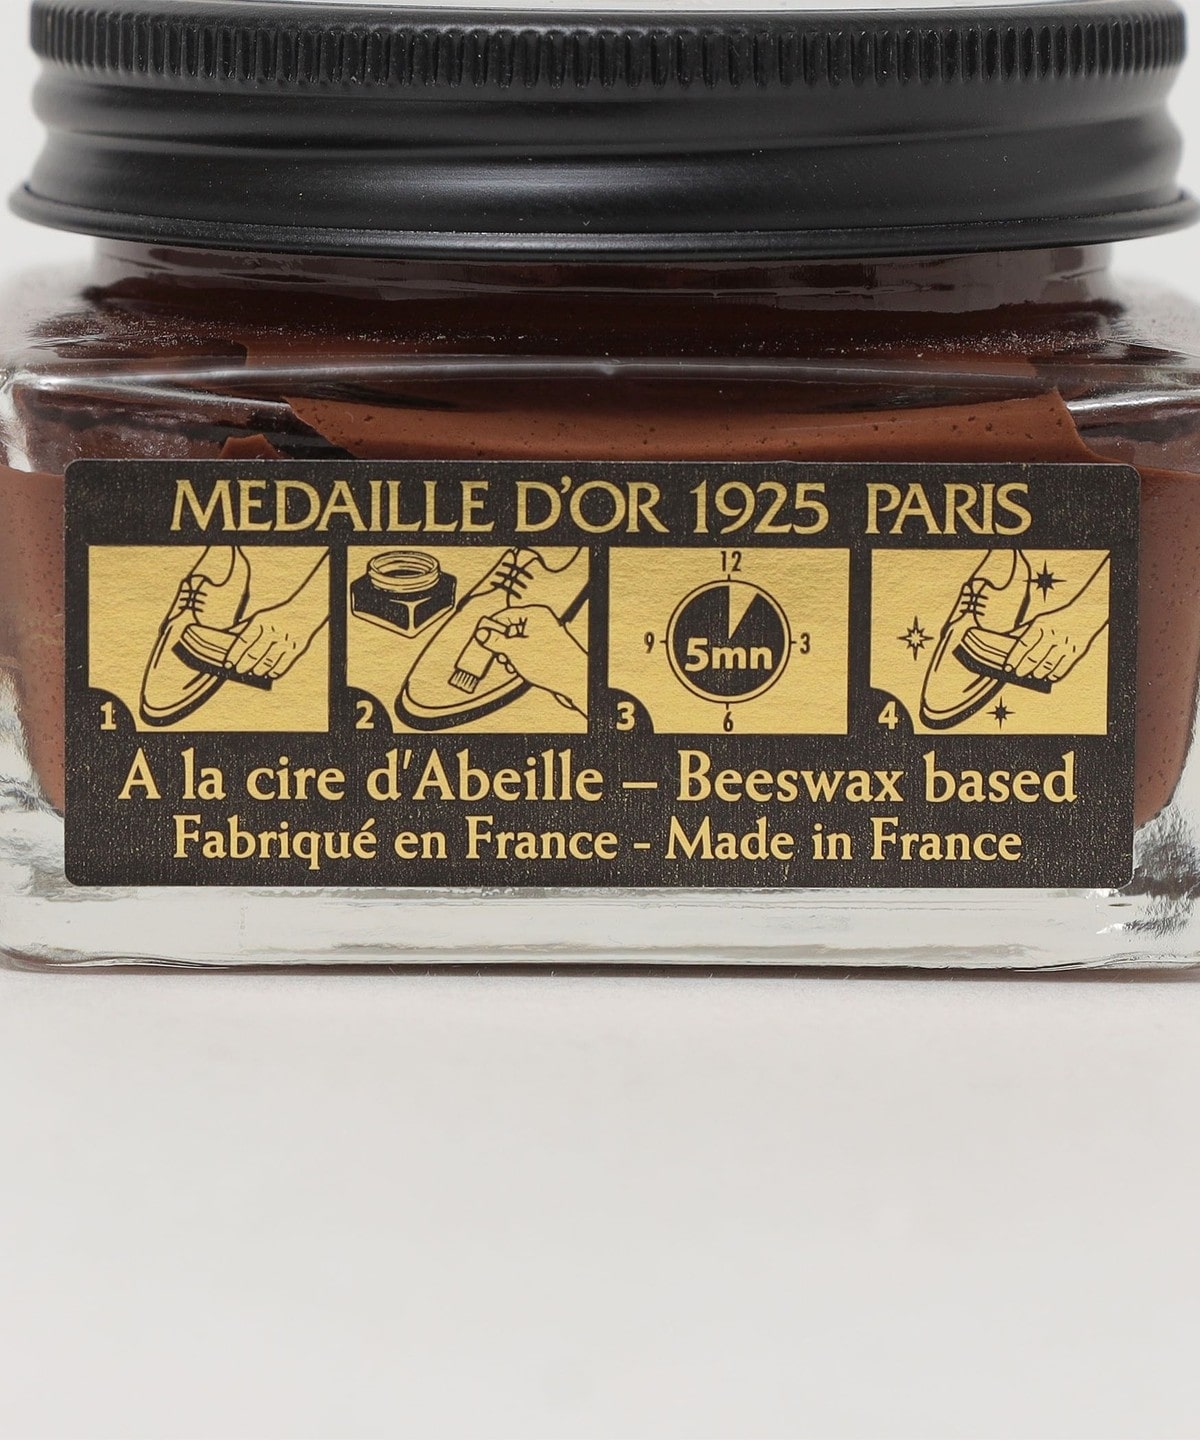 MEDAILLE D'OR 1925 PARIS
1
2
12
9
3
5mn
6
3
4
A la cire d'Abeille – Beeswax based
Fabriqué en France - Made in France